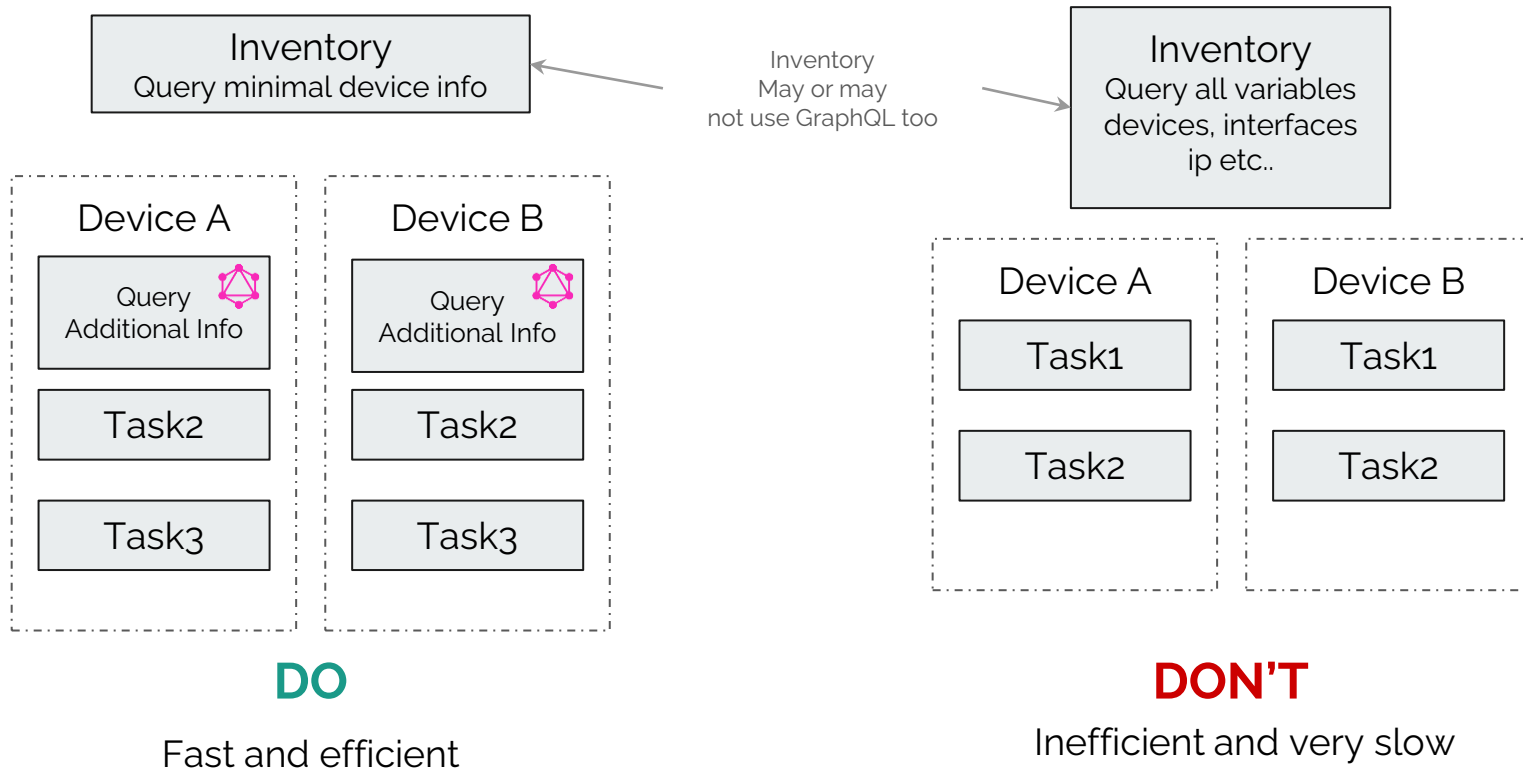 Inventory
Query minimal device info
Inventory
May or may
not use GraphQL too
Inventory
Query all variables
devices, interfaces
ip etc..
Device A
Query
Additional Info
Task2
Task3
Device B
Query
Additional Info
Task2
Task3
Device A
Task1
Task2
Device B
Task1
Task2
DO
Fast and efficient
DON'T
Inefficient and very slow